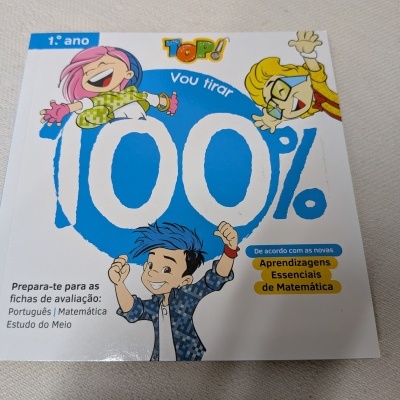 1.º ano
TOP!
Vou tirar
100%
De acordo com as novas
Aprendizagens
Essenciais
de Matemática
Prepara-te para as
fichas de avaliação:
Português | Matemática
Estudo do Meio